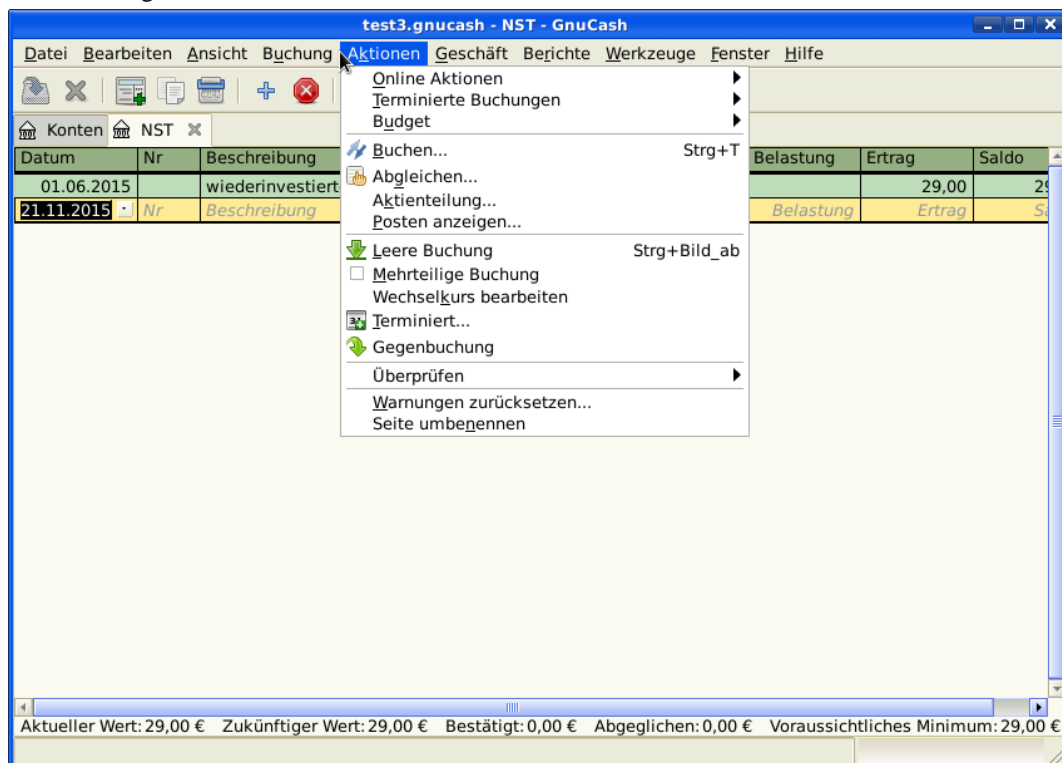 test3.gnucash - NST - GnuCash
Datei Bearbeiten Ansicht Buchung Aktionen Geschäft Berichte Werkzeuge Fenster Hilfe
Online Aktionen
Terminierte Buchungen
Budget
Konten NST
Datum Nr Beschreibung Buchen... Strg+T Belastung Ertrag Saldo
01.06.2015 wiederinvestiert Abgleichen... 29,00
Aktienteilung...
21.11.2015 Nr Beschreibung Posten anzeigen... Belastung Ertrag
Leere Buchung Strg+Bild_ab
Mehrteilige Buchung
Wechselkurs bearbeiten
Terminiert...
Gegenbuchung
Überprüfen
Warnungen zurücksetzen...
Seite umbenennen
Aktueller Wert: 29,00 € Zukünftiger Wert: 29,00 € Bestätigt: 0,00 € Abgeglichen: 0,00 € Voraussichtliches Minimum: 29,00 €